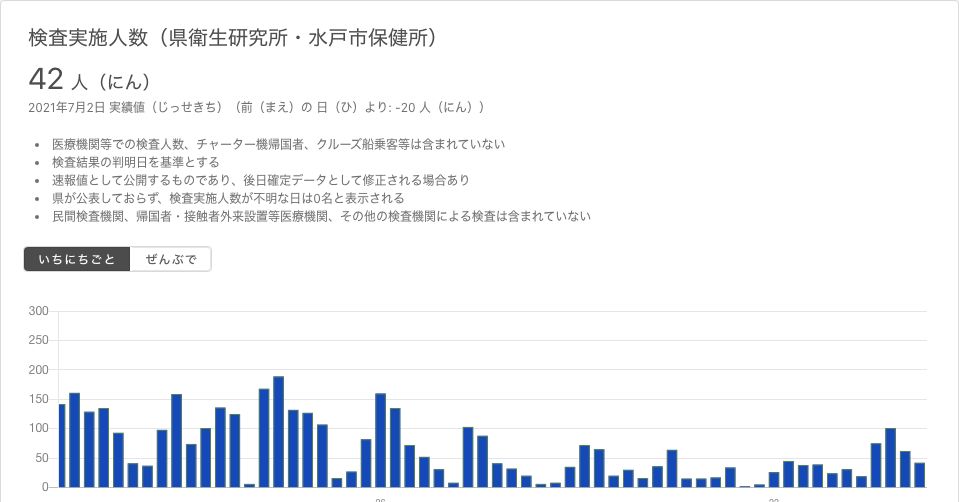 検査実施人数（県衛生研究所・水戸市保健所）
42 人（にん）
2021年7月2日 実績値（じっせきち）（前（まえ）の 日（ひ）より: -20 人（にん））
• 医療機関等での検査人数、チャーター機帰国者、クルーズ船乗客等は含まれていない
• 検査結果の判明日を基準とする
• 速報値として公開するものであり、後日確定データとして修正される場合あり
• 県が公表しておらず、検査実施人数が不明な日は0名と表示される
• 民間検査機関、帰国者・接触者外来設置等医療機関、その他の検査機関による検査は含まれていない
いちにちごと ぜんぶで
300
250
200
150
100
50
0